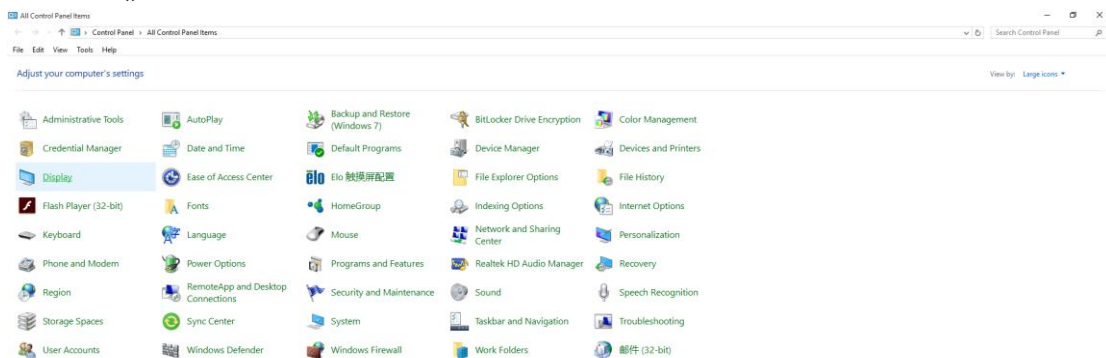 All Control Panel Items
Control Panel > All Control Panel Items
Search Control Panel
File Edit View Tools Help
Adjust your computer's settings
View by: Large icons
Administrative Tools
AutoPlay
Backup and Restore
(Windows 7)
BitLocker Drive Encryption
Color Management
Credential Manager
Date and Time
Default Programs
Device Manager
Devices and Printers
Display
Ease of Access Center
elo
Elo 触摸屏配置
File Explorer Options
File History
Flash Player (32-bit)
Fonts
HomeGroup
Indexing Options
Internet Options
Keyboard
Language
Mouse
Network and Sharing
Center
Personalization
Phone and Modem
Power Options
Programs and Features
Realtek HD Audio Manager
Recovery
Region
RemoteApp and Desktop
Connections
Security and Maintenance
Sound
Speech Recognition
Storage Spaces
Sync Center
System
Taskbar and Navigation
Troubleshooting
User Accounts
Windows Defender
Windows Firewall
Work Folders
邮件 (32-bit)